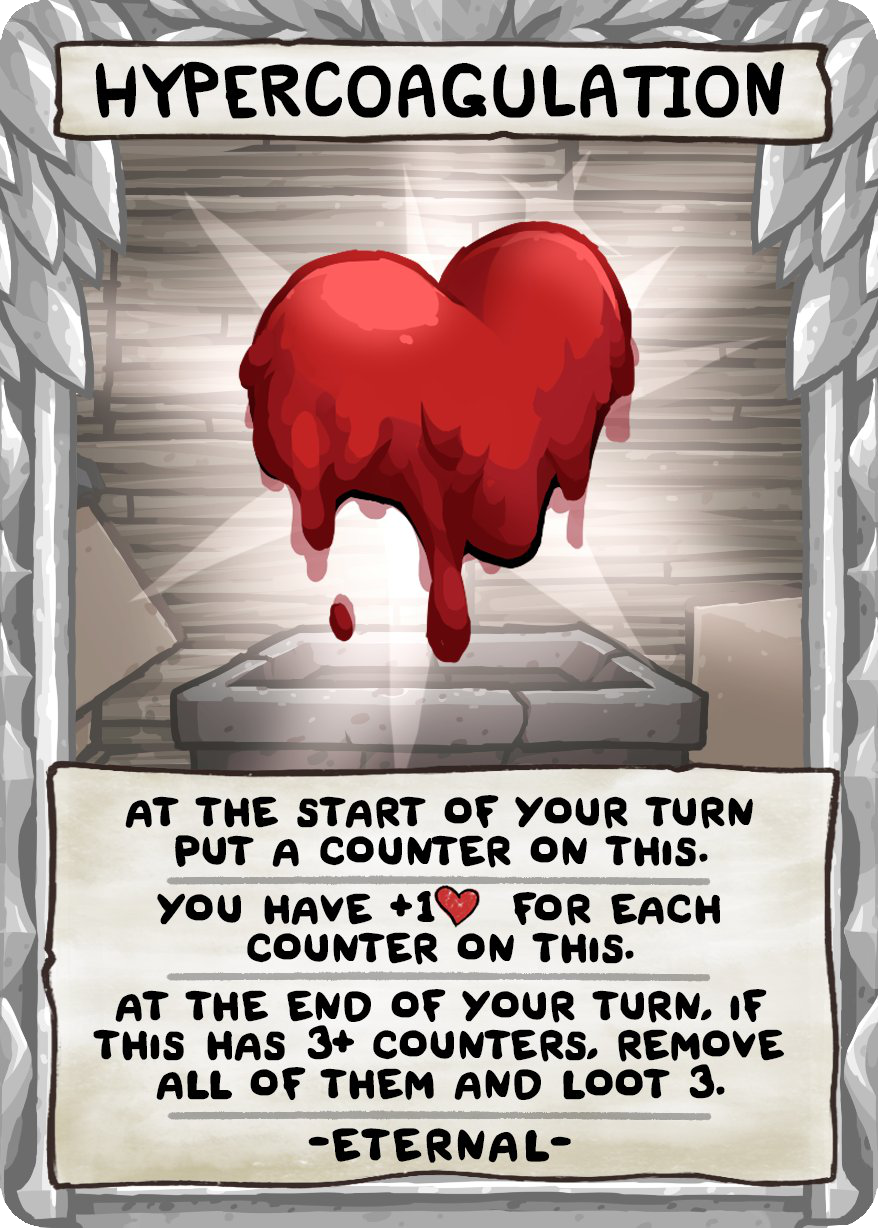 HYPERCOAGULATION
AT THE START OF YOUR TURN
PUT A COUNTER ON THIS.
YOU HAVE +1 FOR EACH
COUNTER ON THIS.
AT THE END OF YOUR TURN, IF
THIS HAS 3+ COUNTERS, REMOVE
ALL OF THEM AND LOOT 3.
-ETERNAL-